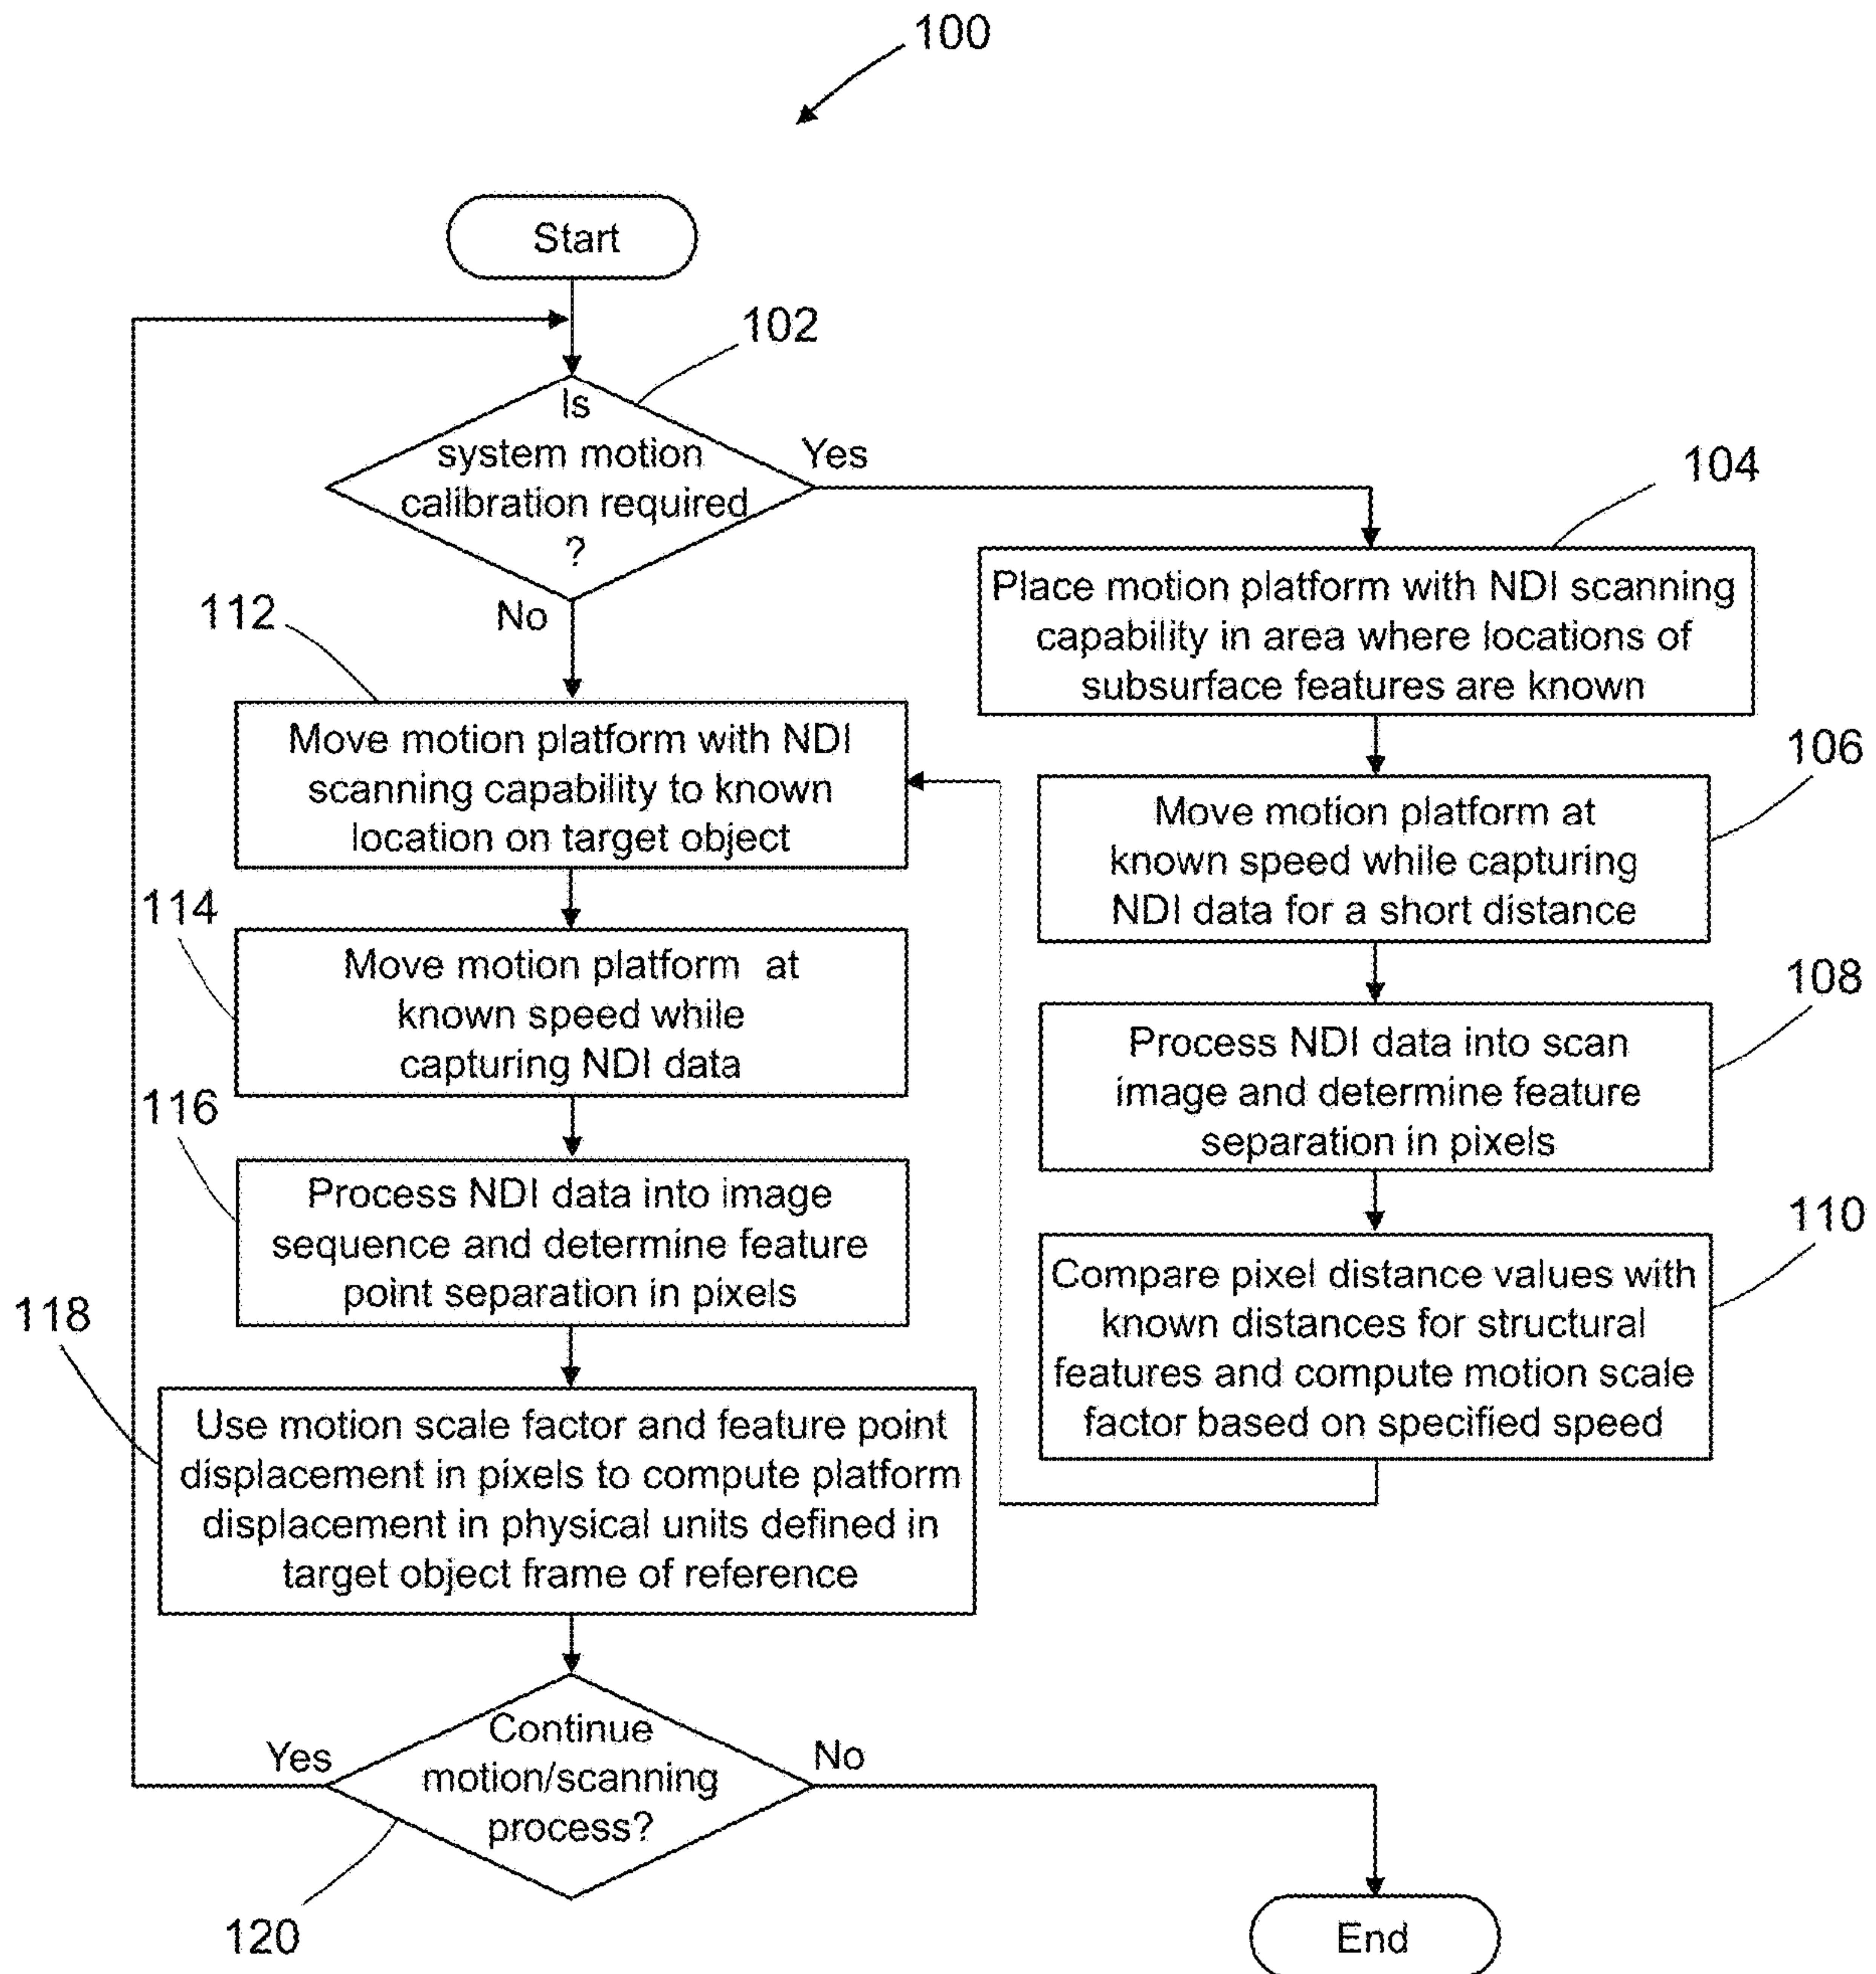 100
Start
102
Is
system motion
calibration required
?
Yes
No
104
Place motion platform with NDI scanning
capability in area where locations of
subsurface features are known
112
Move motion platform with NDI
scanning capability to known
location on target object
106
Move motion platform at
known speed while capturing
NDI data for a short distance
114
Move motion platform at
known speed while
capturing NDI data
108
Process NDI data into scan
image and determine feature
separation in pixels
116
Process NDI data into image
sequence and determine feature
point separation in pixels
110
Compare pixel distance values with
known distances for structural
features and compute motion scale
factor based on specified speed
118
Use motion scale factor and feature point
displacement in pixels to compute platform
displacement in physical units defined in
target object frame of reference
Continue
motion/scanning
process?
Yes
No
120
End